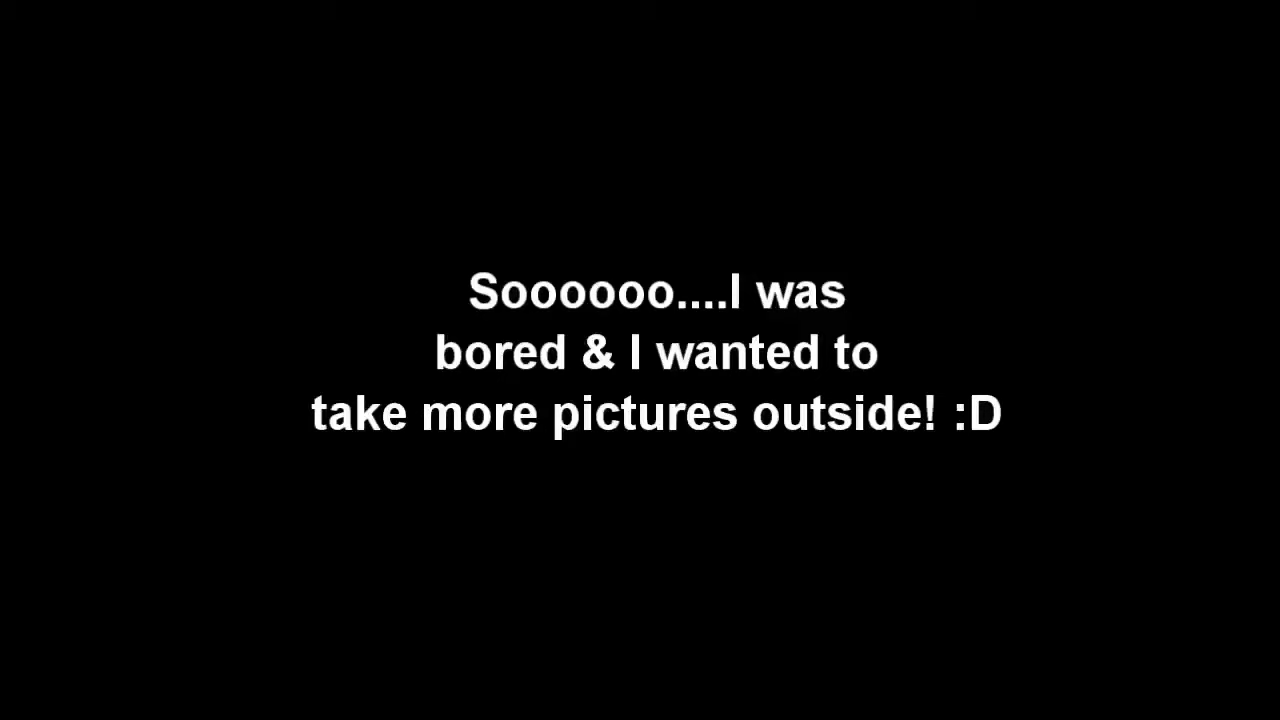 Soooooo....I was
bored & I wanted to
take more pictures outside! :D